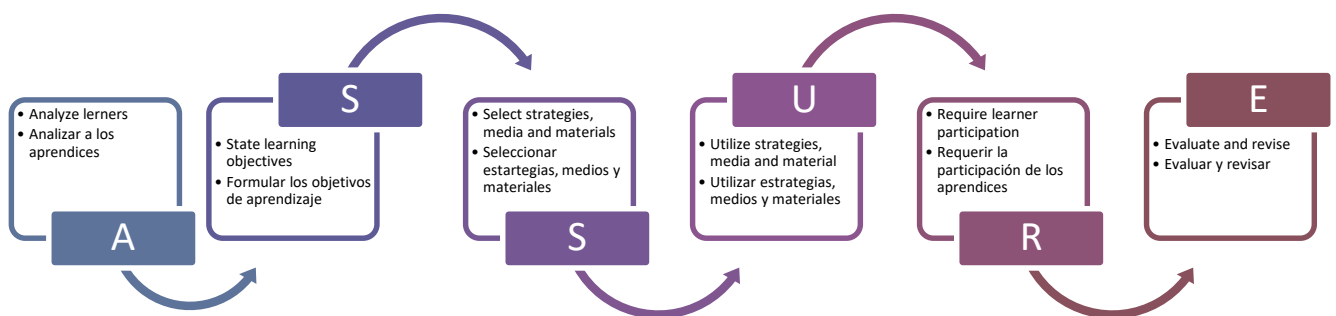 • Analyze lerners
• Analizar a los
aprendices
A
S
• State learning
objectives
• Formular los objetivos
de aprendizaje
• Select strategies,
media and materials
• Seleccionar
estartegias, medios y
materiales
S
U
• Utilize strategies,
media and material
• Utilizar estrategias,
medios y materiales
• Require learner
participation
• Requerir la
participación de los
aprendices
R
E
• Evaluate and revise
• Evaluar y revisar